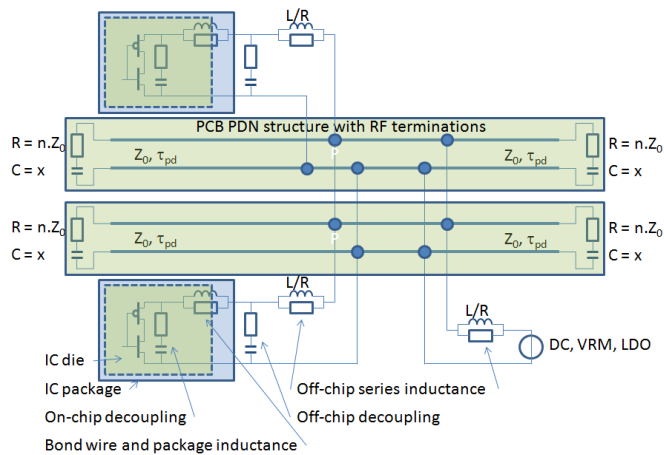 L/R
PCB PDN structure with RF terminations
R = n.Z0
C = x
Z0, τpd
P
Z0, τpd
R = n.Z0
C = x
R = n.Z0
C = x
Z0, τpd
P
Z0, τpd
R = n.Z0
C = x
L/R
L/R
DC, VRM, LDO
IC die
IC package
Off-chip series inductance
On-chip decoupling
Off-chip decoupling
Bond wire and package inductance